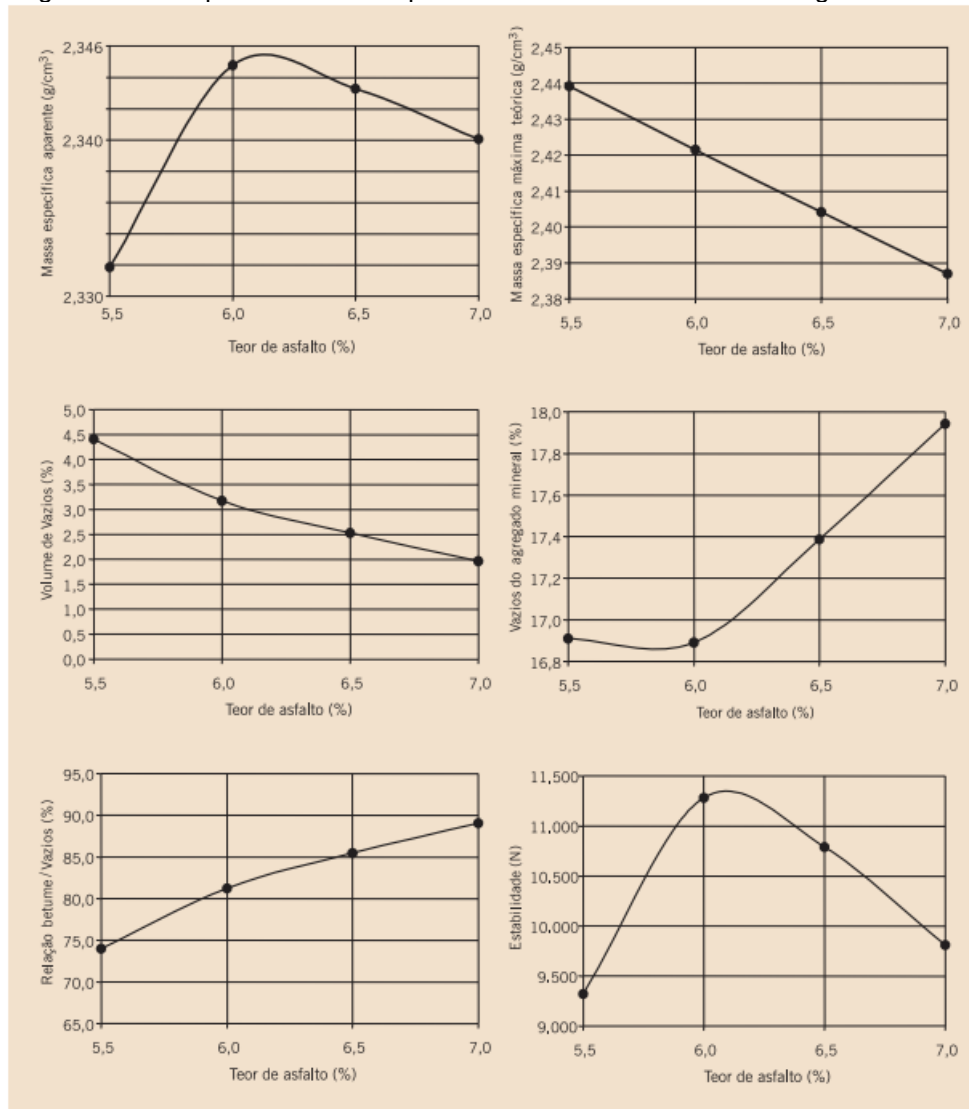 Massa específica aparente (g/cm³)
2,346
2,340
2,330
5,5 6,0 6,5 7,0
Teor de asfalto (%)
Massa específica máxima teórica (g/cm³)
2,45
2,44
2,43
2,42
2,41
2,40
2,39
2,38
5,5 6,0 6,5 7,0
Teor de asfalto (%)
Volume de Vazios (%)
5,0
4,5
4,0
3,5
3,0
2,5
2,0
1,5
1,0
0,5
0,0
5,5 6,0 6,5 7,0
Teor de asfalto (%)
Vazios do agregado mineral (%)
18,0
17,8
17,6
17,4
17,2
17,0
16,8
5,5 6,0 6,5 7,0
Teor de asfalto (%)
Relação betume/Vazios (%)
95,0
90,0
85,0
80,0
75,0
70,0
65,0
5,5 6,0 6,5 7,0
Teor de asfalto (%)
Estabilidade (N)
11.500
11.000
10.500
10.000
9.500
9.000
5,5 6,0 6,5 7,0
Teor de asfalto (%)